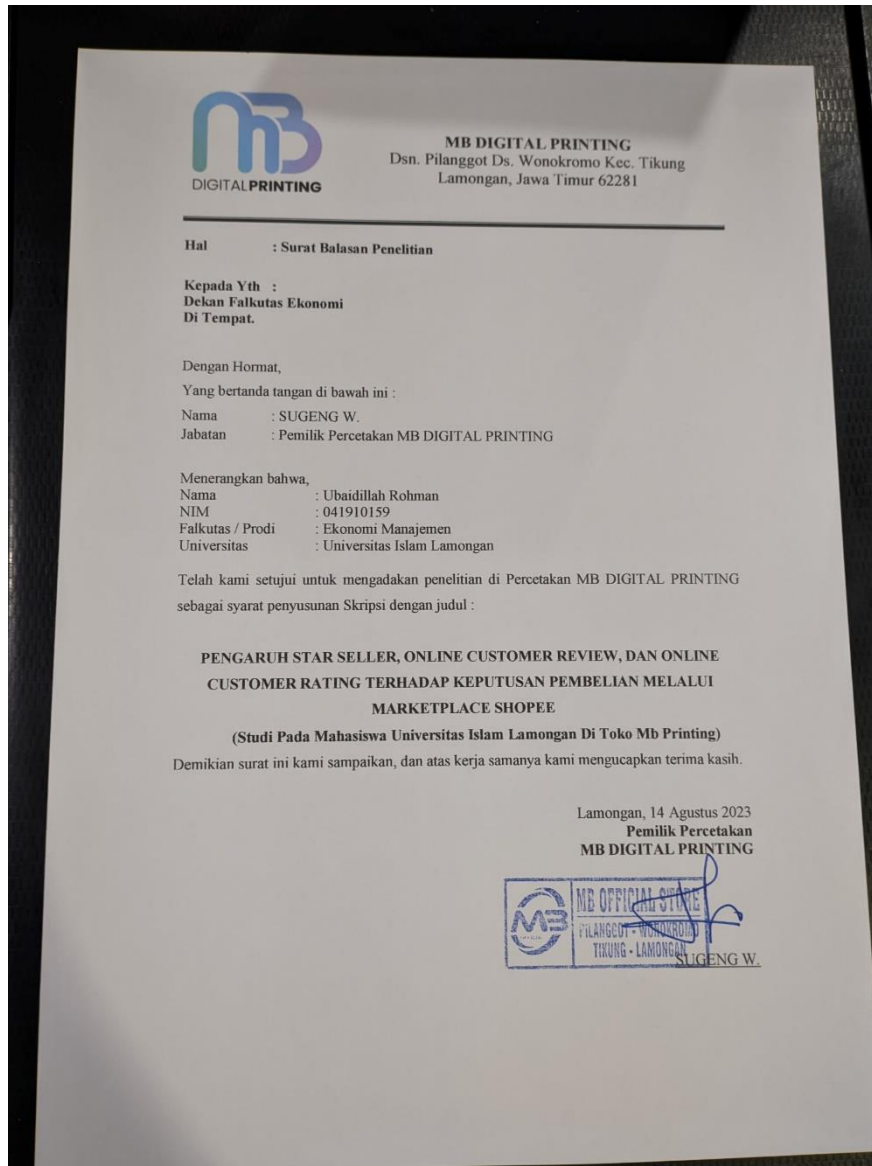 MB
DIGITALPRINTING
MB DIGITAL PRINTING
Dsn. Pilanggot Ds. Wonokromo Kec. Tikung
Lamongan, Jawa Timur 62281
Hal : Surat Balasan Penelitian
Kepada Yth :
Dekan Falkutas Ekonomi
Di Tempat.
Dengan Hormat,
Yang bertanda tangan di bawah ini :
Nama : SUGENG W.
Jabatan : Pemilik Percetakan MB DIGITAL PRINTING
Menerangkan bahwa,
Nama : Ubaidillah Rohman
NIM : 041910159
Falkutas / Prodi : Ekonomi Manajemen
Universitas : Universitas Islam Lamongan
Telah kami setujui untuk mengadakan penelitian di Percetakan MB DIGITAL PRINTING
sebagai syarat penyusunan Skripsi dengan judul :
PENGARUH STAR SELLER, ONLINE CUSTOMER REVIEW, DAN ONLINE
CUSTOMER RATING TERHADAP KEPUTUSAN PEMBELIAN MELALUI
MARKETPLACE SHOPEE
(Studi Pada Mahasiswa Universitas Islam Lamongan Di Toko Mb Printing)
Demikian surat ini kami sampaikan, dan atas kerja samanya kami mengucapkan terima kasih.
Lamongan, 14 Agustus 2023
Pemilik Percetakan
MB DIGITAL PRINTING
MB
MB OFFICIAL STORE
PILANGGOT - WONOKROMO
TIKUNG - LAMONGAN
SUGENG W.